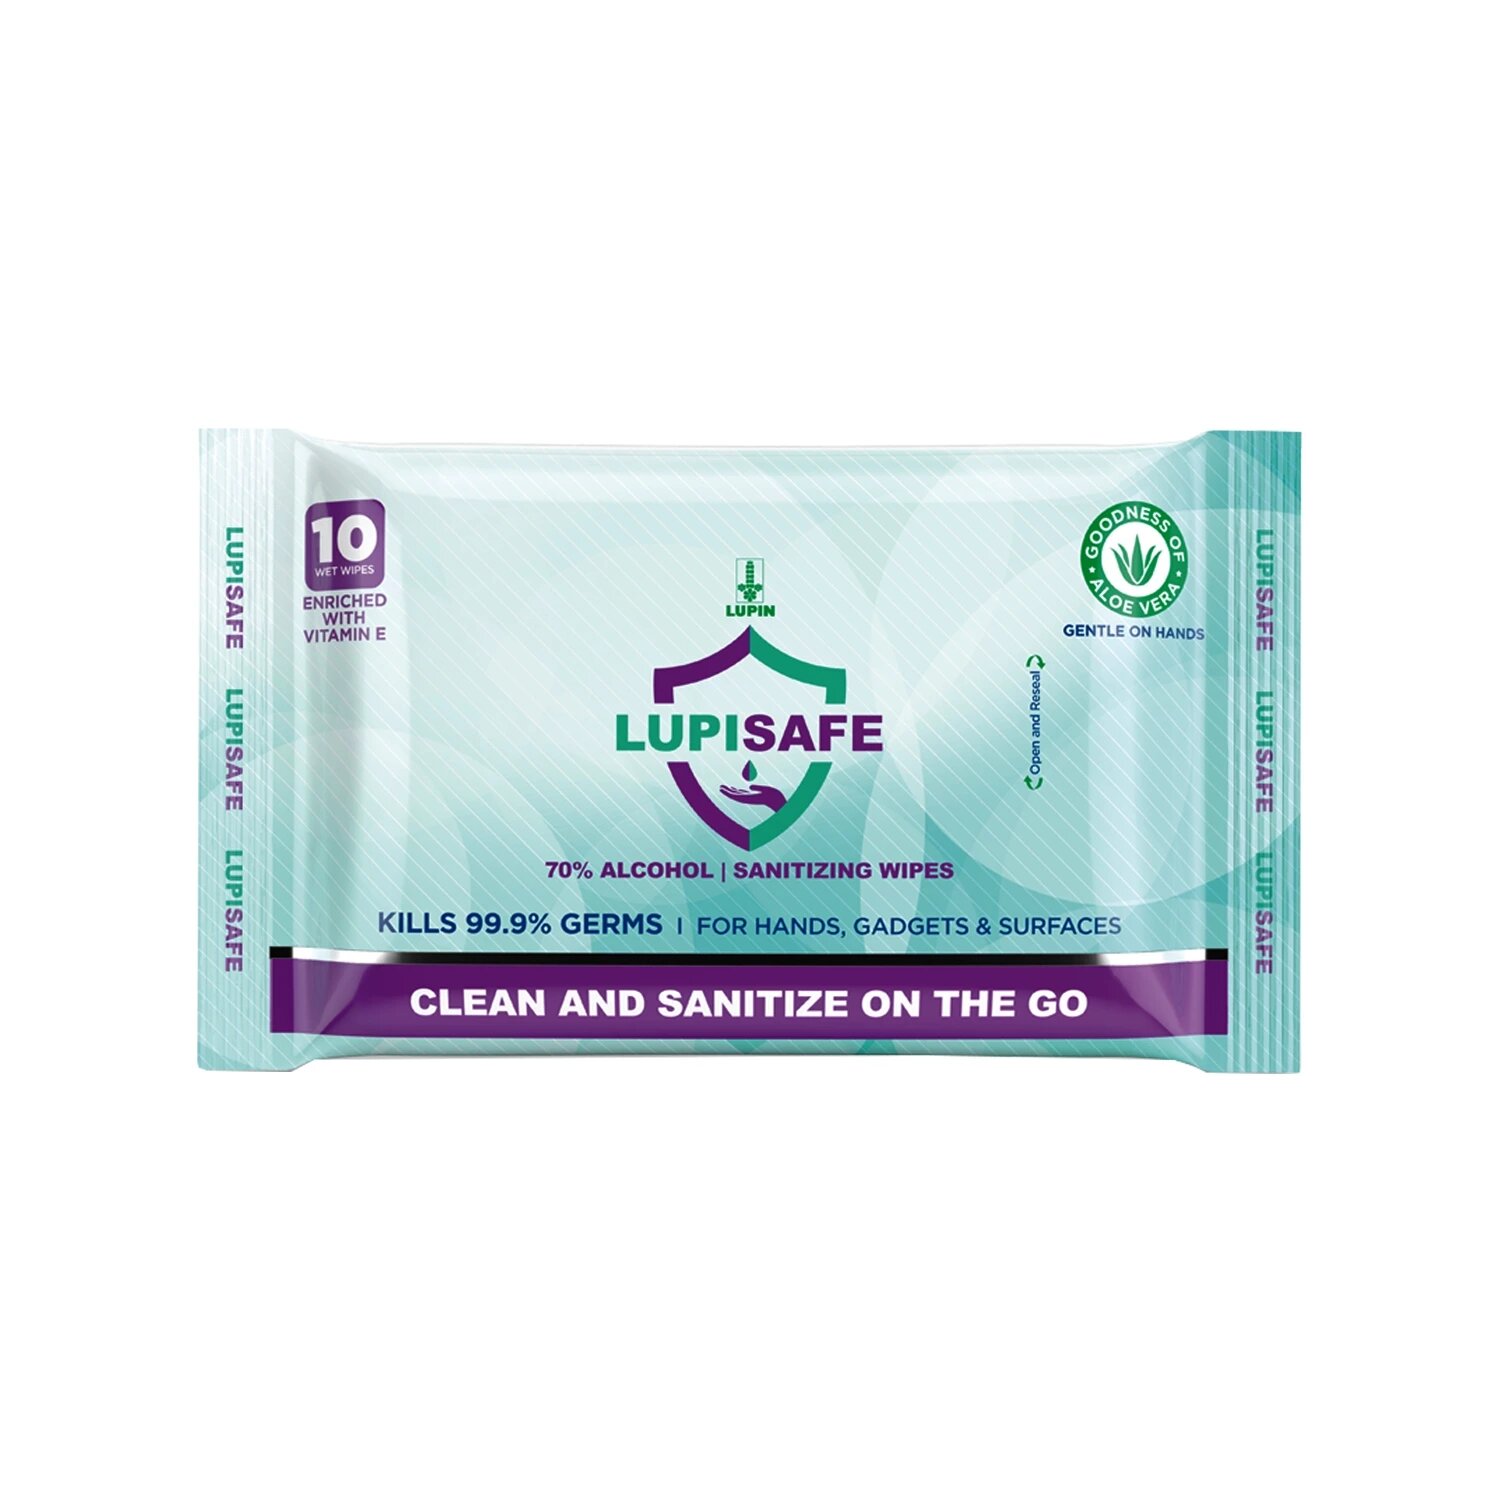 10
WET WIPES
ENRICHED
WITH
VITAMIN E
GOODNESS OF
ALOE VERA
GENTLE ON HANDS
LUPIN
LUPISAFE
Open and Reseal
70% ALCOHOL | SANITIZING WIPES
KILLS 99.9% GERMS | FOR HANDS, GADGETS & SURFACES
CLEAN AND SANITIZE ON THE GO
LUPISAFE
LUPISAFE
LUPISAFE
LUPISAFE
LUPISAFE
LUPISAFE